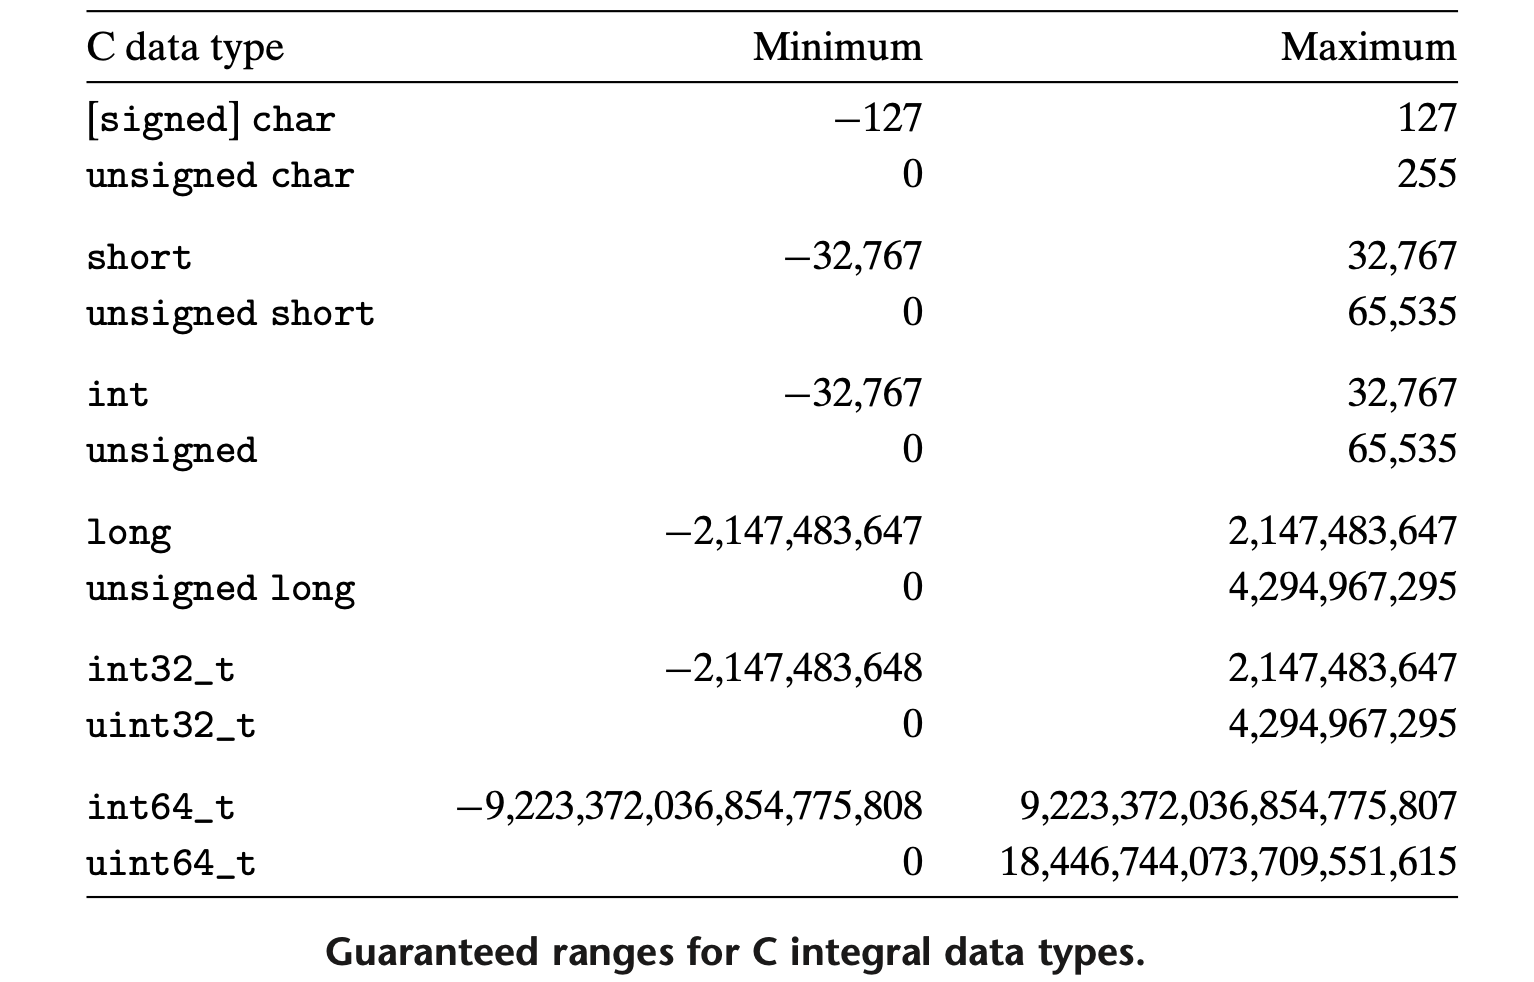 C data type Minimum Maximum
[signed] char −127 127
unsigned char 0 255
short −32,767 32,767
unsigned short 0 65,535
int −32,767 32,767
unsigned 0 65,535
long −2,147,483,647 2,147,483,647
unsigned long 0 4,294,967,295
int32_t −2,147,483,648 2,147,483,647
uint32_t 0 4,294,967,295
int64_t −9,223,372,036,854,775,808 9,223,372,036,854,775,807
uint64_t 0 18,446,744,073,709,551,615
Guaranteed ranges for C integral data types.